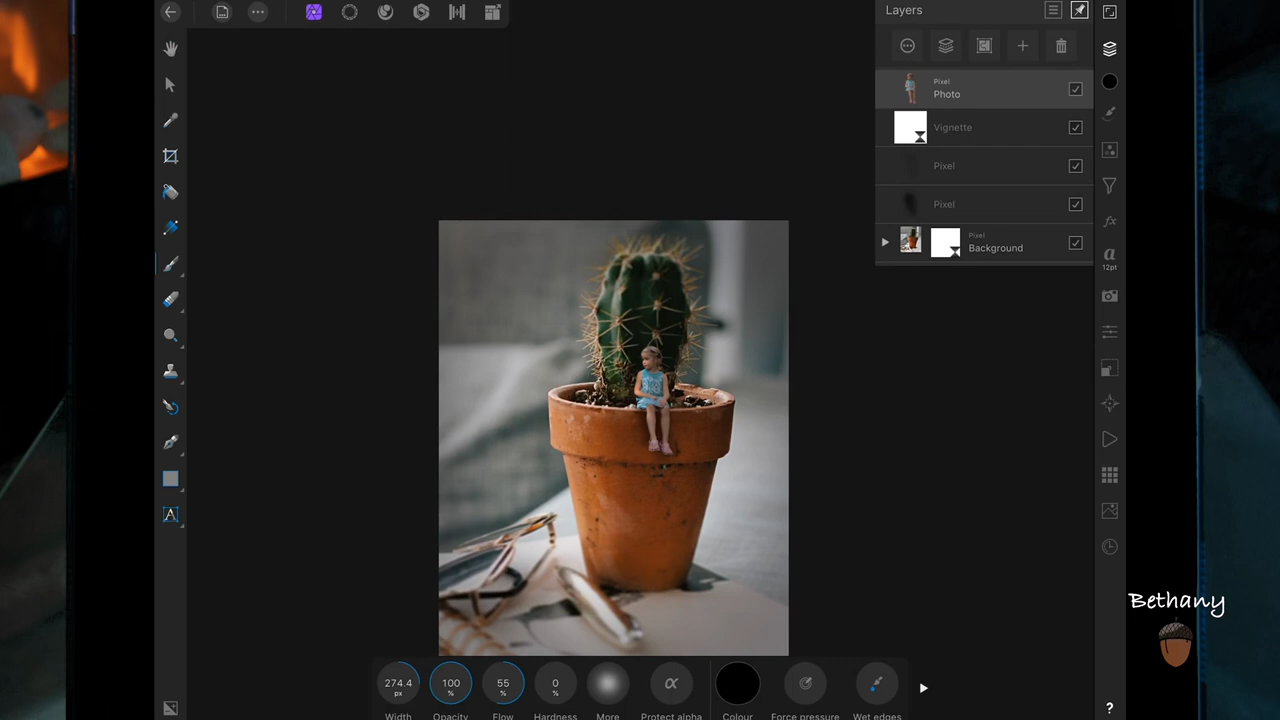 Layers
Pixel
Photo
Vignette
Pixel
Pixel
Pixel
Background
a
12pt
fx
A
274.4
px
100
%
55
%
0
%
α
Width
Opacity
Flow
Hardness
More
Protect alpha
Colour
Force pressure
Wet edges
?
Bethany